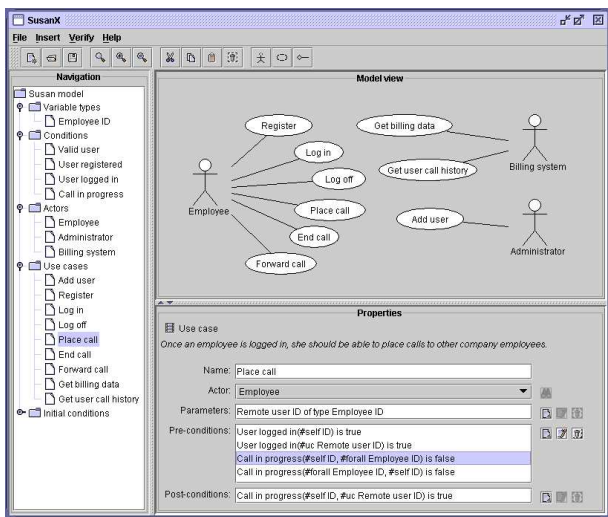 SusanX
File Insert Verify Help
Navigation
Susan model
Variable types
Employee ID
Conditions
Valid user
User registered
User logged in
Call in progress
Actors
Employee
Administrator
Billing system
Use cases
Add user
Register
Log in
Log off
Place call
End call
Forward call
Get billing data
Get user call history
Initial conditions
Model view
Register
Get billing data
Log in
Log off
Get user call history
Billing system
Employee
Place call
Add user
End call
Forward call
Administrator
Properties
Use case
Once an employee is logged in, she should be able to place calls to other company employees.
Name: Place call
Actor: Employee
Parameters: Remote user ID of type Employee ID
Pre-conditions: User logged in(#self ID) is true
User logged in(#uc Remote user ID) is true
Call in progress(#self ID, #forall Employee ID) is false
Call in progress(#forall Employee ID, #self ID) is false
Post-conditions: Call in progress(#self ID, #uc Remote user ID) is true